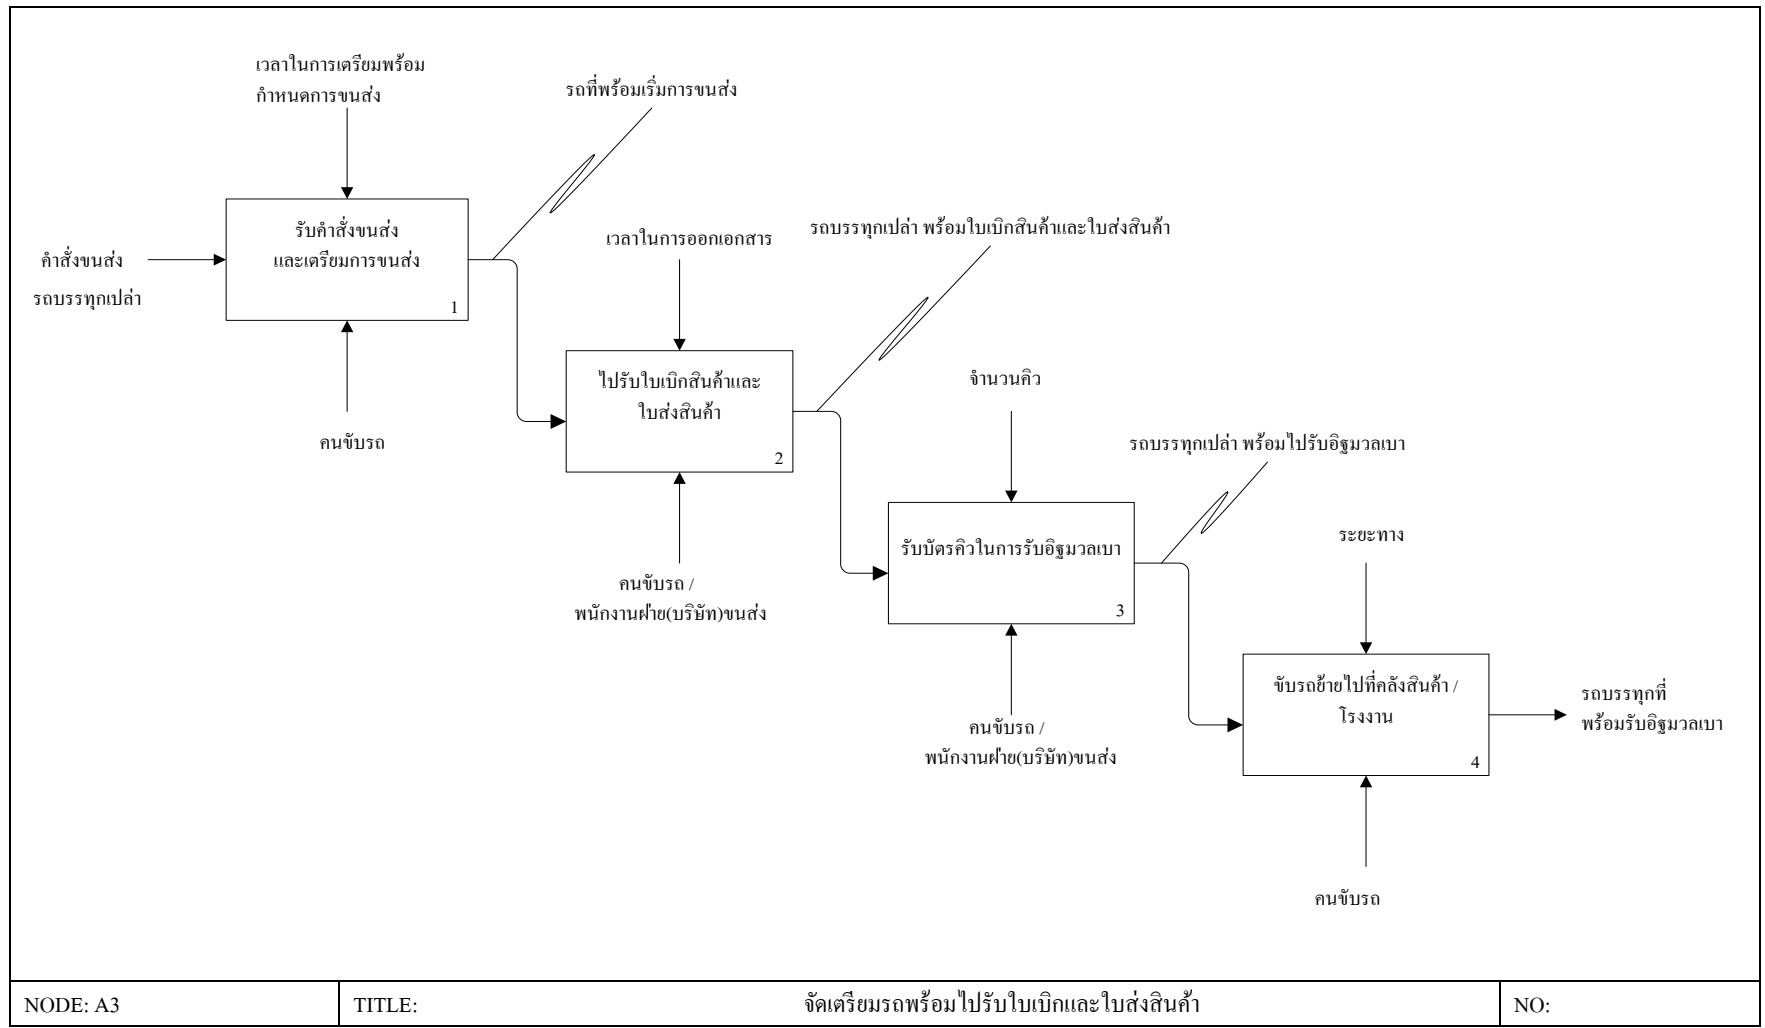 เวลาในการเตรียมพร้อม
กำหนดการขนส่ง
รถที่พร้อมเริ่มการขนส่ง
รับคำสั่งขนส่ง
และเตรียมการขนส่ง
1
คำสั่งขนส่ง
รถบรรทุกเปล่า
คนขับรถ
เวลาในการออกเอกสาร
รถบรรทุกเปล่า พร้อมใบเบิกสินค้าและใบส่งสินค้า
ไปรับใบเบิกสินค้าและ
ใบส่งสินค้า
2
คนขับรถ /
พนักงานฝ่าย(บริษัท)ขนส่ง
จำนวนคิว
รถบรรทุกเปล่า พร้อมไปรับอิฐมวลเบา
รับบัตรคิวในการรับอิฐมวลเบา
3
คนขับรถ /
พนักงานฝ่าย(บริษัท)ขนส่ง
ระยะทาง
ขับรถย้ายไปที่คลังสินค้า /
โรงงาน
4
รถบรรทุกที่
พร้อมรับอิฐมวลเบา
คนขับรถ
NODE: A3
TITLE:
จัดเตรียมรถพร้อมไปรับใบเบิกและใบส่งสินค้า
NO: